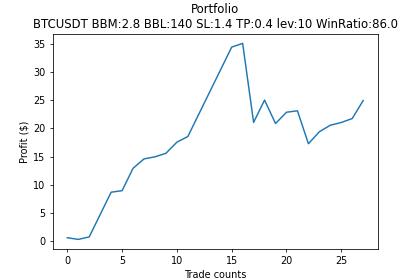 Portfolio
BTCUSDT BBM:2.8 BBL:140 SL:1.4 TP:0.4 lev:10 WinRatio:86.0
35
30
25
20
15
10
5
0
Profit ($)
0 5 10 15 20 25
Trade counts